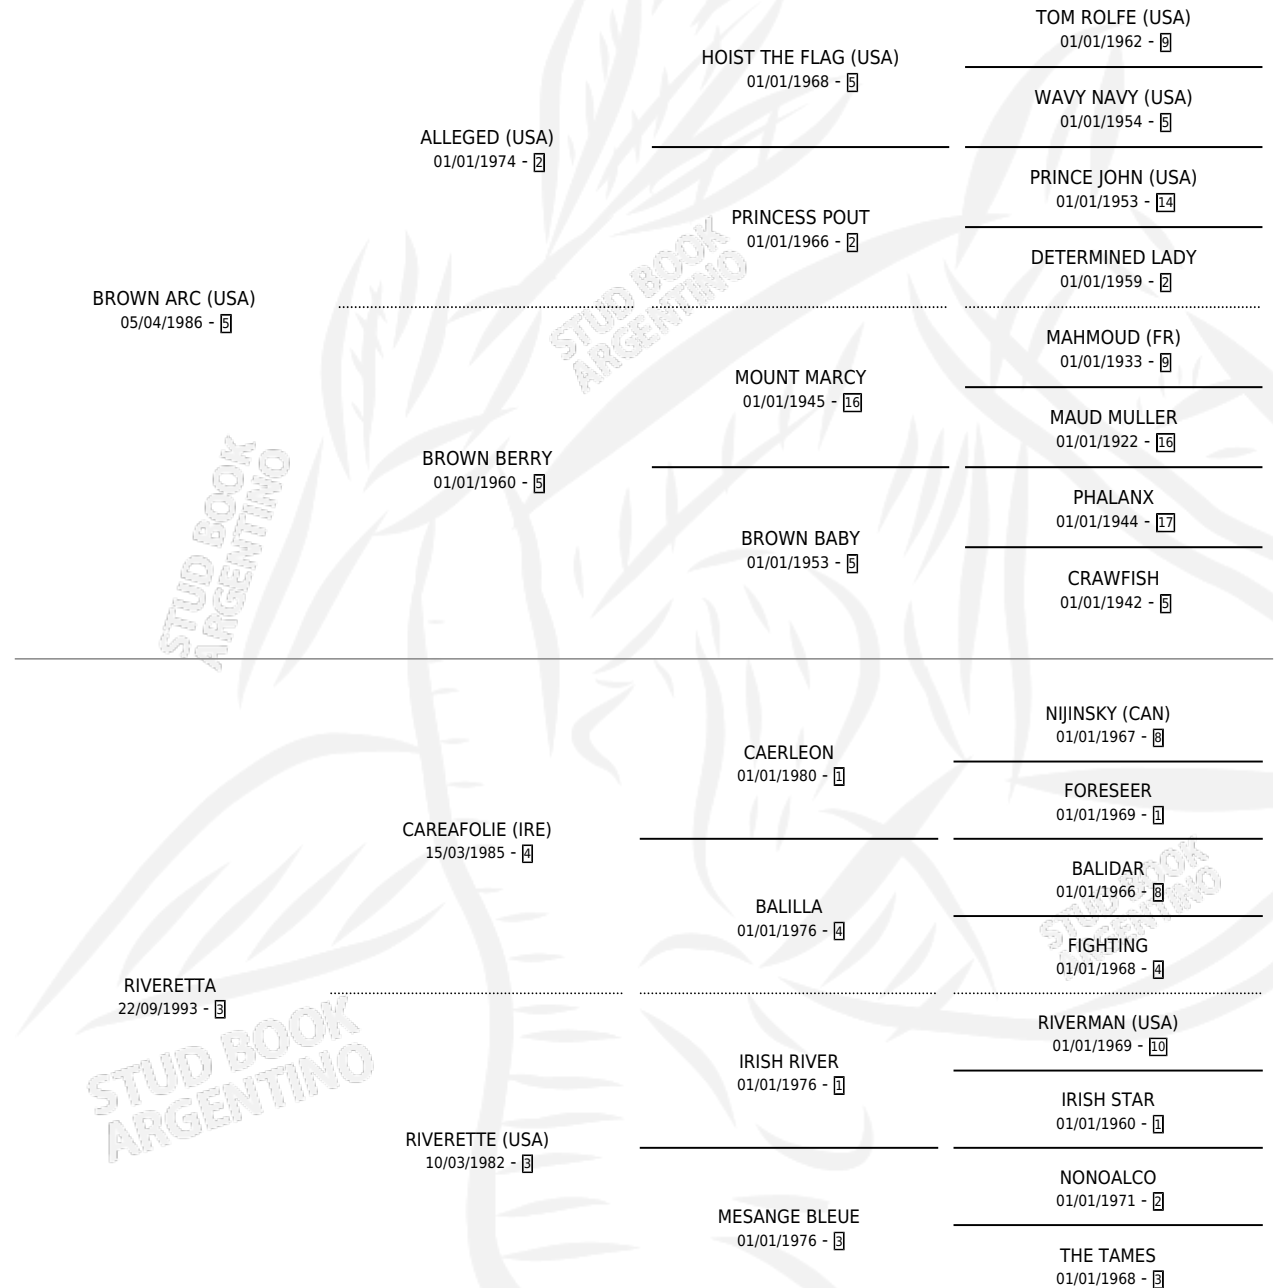 TOM ROLFE (USA)
01/01/1962 - 9
HOIST THE FLAG (USA)
01/01/1968 - 5
WAVY NAVY (USA)
01/01/1954 - 5
ALLEGED (USA)
01/01/1974 - 2
PRINCE JOHN (USA)
01/01/1953 - 14
PRINCESS POUT
01/01/1966 - 2
DETERMINED LADY
01/01/1959 - 2
BROWN ARC (USA)
05/04/1986 - 5
MAHMOUD (FR)
01/01/1933 - 9
MOUNT MARCY
01/01/1945 - 16
MAUD MULLER
01/01/1922 - 16
BROWN BERRY
01/01/1960 - 5
PHALANX
01/01/1944 - 17
BROWN BABY
01/01/1953 - 5
CRAWFISH
01/01/1942 - 5
NIJINSKY (CAN)
01/01/1967 - 8
CAERLEON
01/01/1980 - 1
FORESEER
01/01/1969 - 1
CAREAFOLIE (IRE)
15/03/1985 - 4
BALIDAR
01/01/1966 - 8
BALILLA
01/01/1976 - 4
FIGHTING
01/01/1968 - 4
RIVERETTA
22/09/1993 - 3
RIVERMAN (USA)
01/01/1969 - 10
IRISH RIVER
01/01/1976 - 1
IRISH STAR
01/01/1960 - 1
RIVERETTE (USA)
10/03/1982 - 3
NONOALCO
01/01/1971 - 2
MESANGE BLEUE
01/01/1976 - 3
THE TAMES
01/01/1968 - 3
STUD BOOK
ARGENTINO
STUD BOOK
ARGENTINO
STUD BOOK
ARGENTINO
STUD BOOK
ARGENTINO